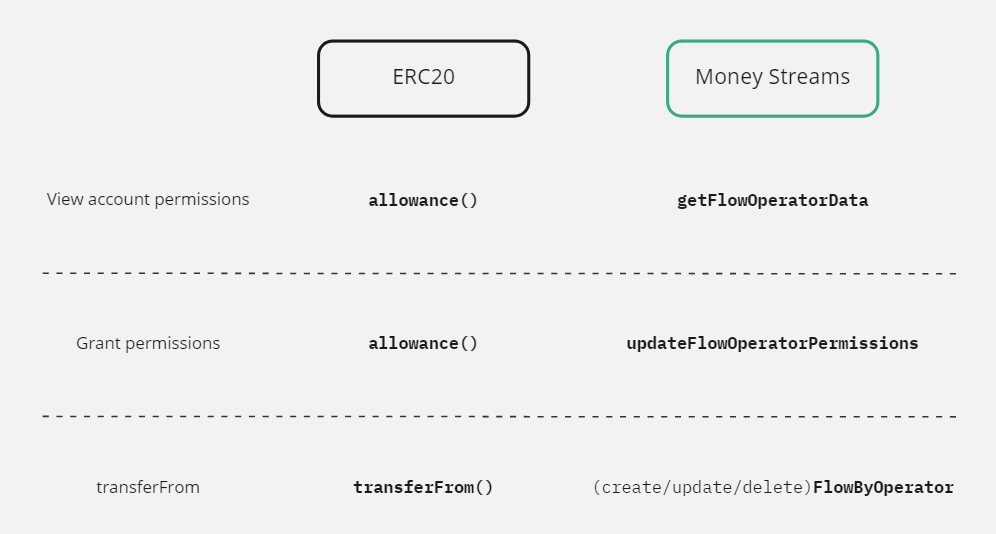 ERC20
Money Streams
View account permissions
allowance()
getFlowOperatorData
Grant permissions
allowance()
updateFlowOperatorPermissions
transferFrom
transferFrom()
(create/update/delete)FlowByOperator